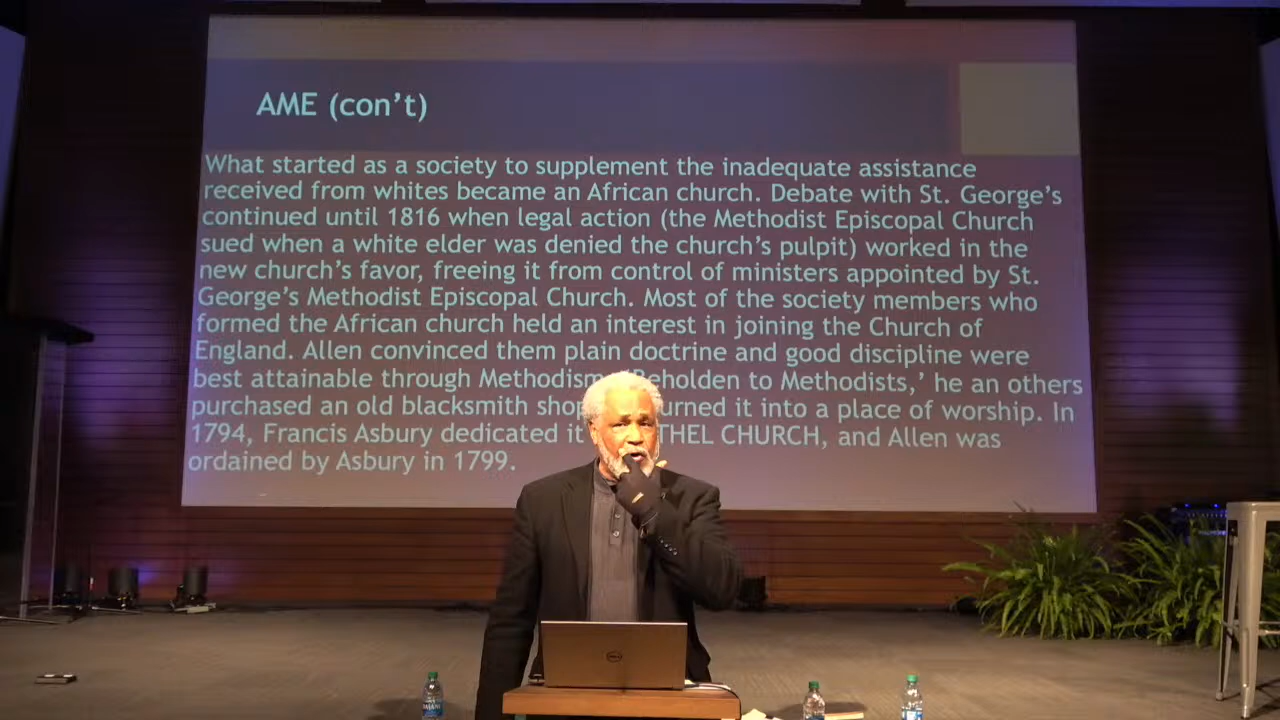 AME (con't)
What started as a society to supplement the inadequate assistance
received from whites became an African church. Debate with St. George's
continued until 1816 when legal action (the Methodist Episcopal Church
sued when a white elder was denied the church's pulpit) worked in the
new church's favor, freeing it from control of ministers appointed by St.
George's Methodist Episcopal Church. Most of the society members who
formed the African church held an interest in joining the Church of
England. Allen convinced them plain doctrine and good discipline were
best attainable through Methodism. Beholden to Methodists,' he an others
purchased an old blacksmith shop urned it into a place of worship. In
1794, Francis Asbury dedicated it THEL CHURCH, and Allen was
ordained by Asbury in 1799.
DELL
DASANI